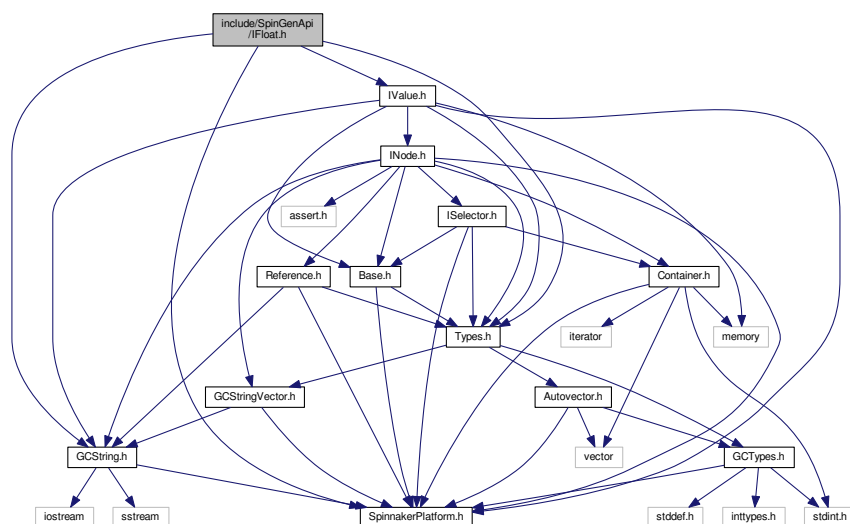 include/SpinGenApi
/IFloat.h
IValue.h
INode.h
assert.h
ISelector.h
Reference.h
Base.h
Container.h
Types.h
iterator
memory
GCStringVector.h
Autovector.h
GCString.h
vector
GCTypes.h
iostream
sstream
SpinnakerPlatform.h
stddef.h
inttypes.h
stdint.h